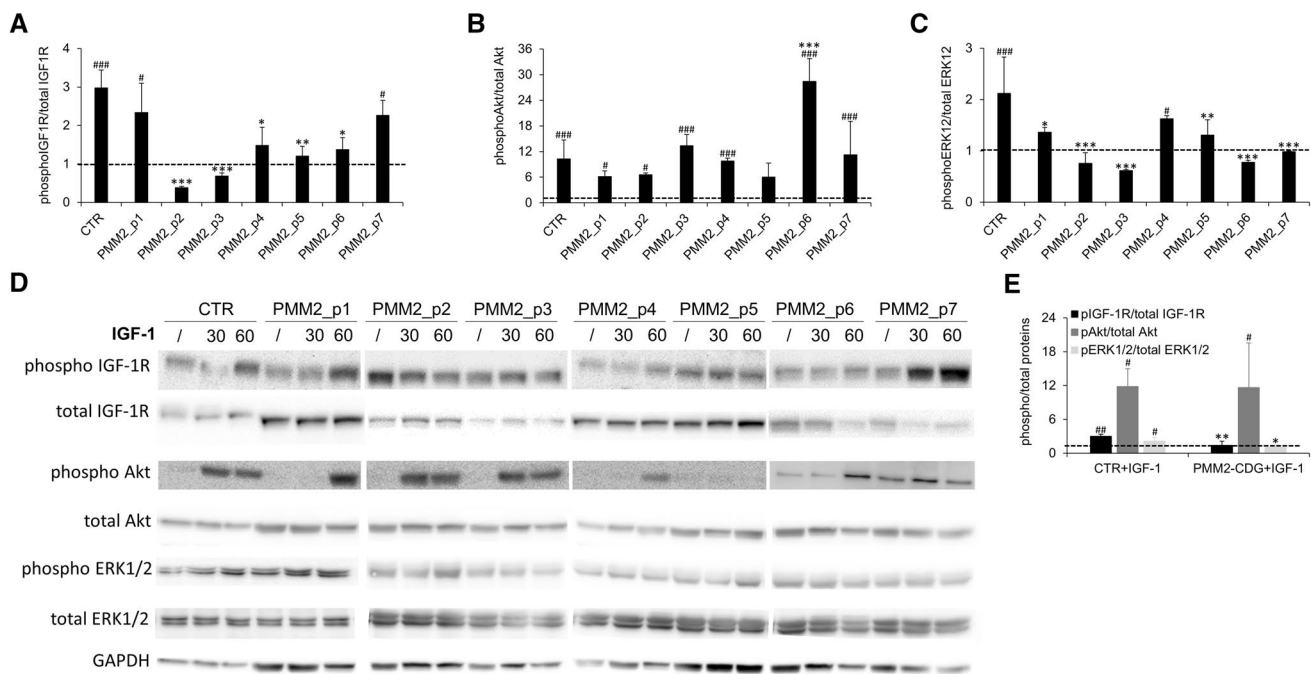 A
B
C
phosphoIGF1R/total IGF1R
4
3
2
1
0
###
#
***
***
*
**
*
#
CTR
PMM2_p1
PMM2_p2
PMM2_p3
PMM2_p4
PMM2_p5
PMM2_p6
PMM2_p7
phosphoAkt/total Akt
36
30
24
18
12
6
0
###
#
#
###
###
***
###
###
CTR
PMM2_p1
PMM2_p2
PMM2_p3
PMM2_p4
PMM2_p5
PMM2_p6
PMM2_p7
phosphoERK12/total ERK12
3
2
1
0
###
*
***
***
#
**
***
***
CTR
PMM2_p1
PMM2_p2
PMM2_p3
PMM2_p4
PMM2_p5
PMM2_p6
PMM2_p7
D
CTR PMM2_p1 PMM2_p2 PMM2_p3 PMM2_p4 PMM2_p5 PMM2_p6 PMM2_p7
IGF-1 / 30 60 / 30 60 / 30 60 / 30 60 / 30 60 / 30 60 / 30 60 / 30 60
phospho IGF-1R
total IGF-1R
phospho Akt
total Akt
phospho ERK1/2
total ERK1/2
GAPDH
E
phospho/total proteins
24
18
12
6
0
pIGF-1R/total IGF-1R
pAkt/total Akt
pERK1/2/total ERK1/2
##
#
#
**
#
*
CTR+IGF-1
PMM2-CDG+IGF-1